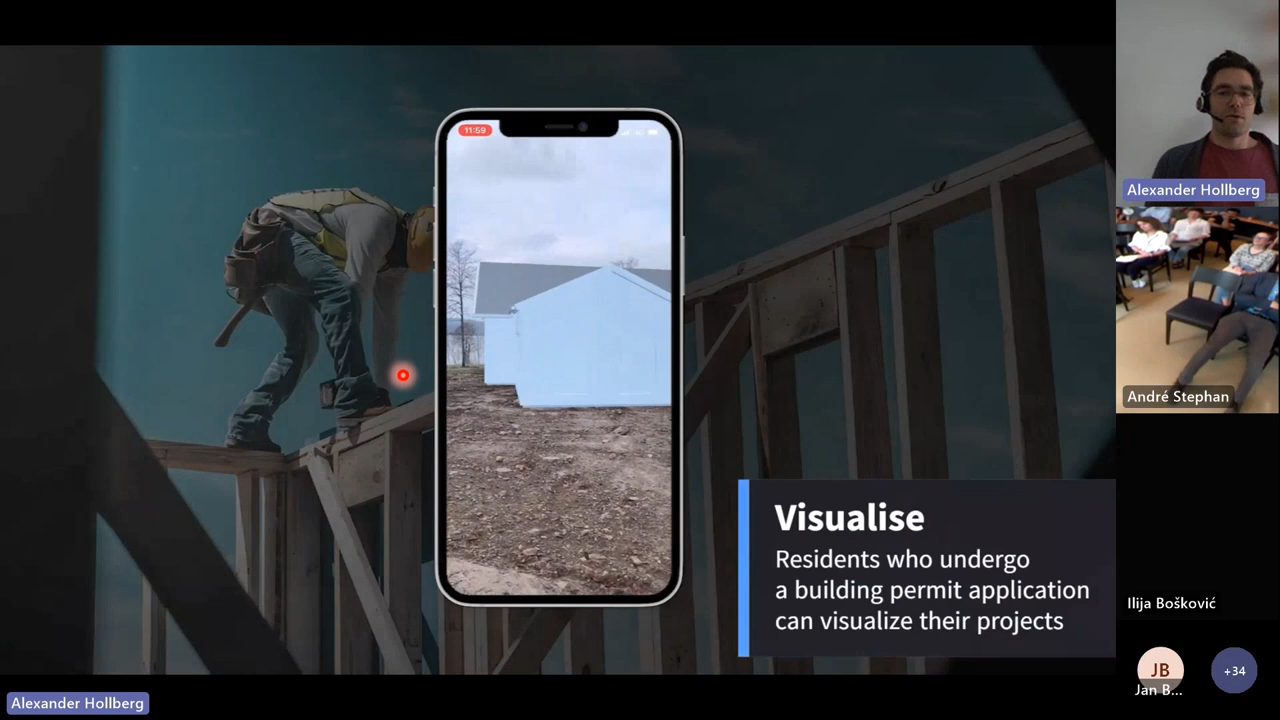 11:59
Visualise
Residents who undergo
a building permit application
can visualize their projects
Alexander Hollberg
André Stephan
Ilija Bošković
JB
Jan B...
+34
Alexander Hollberg